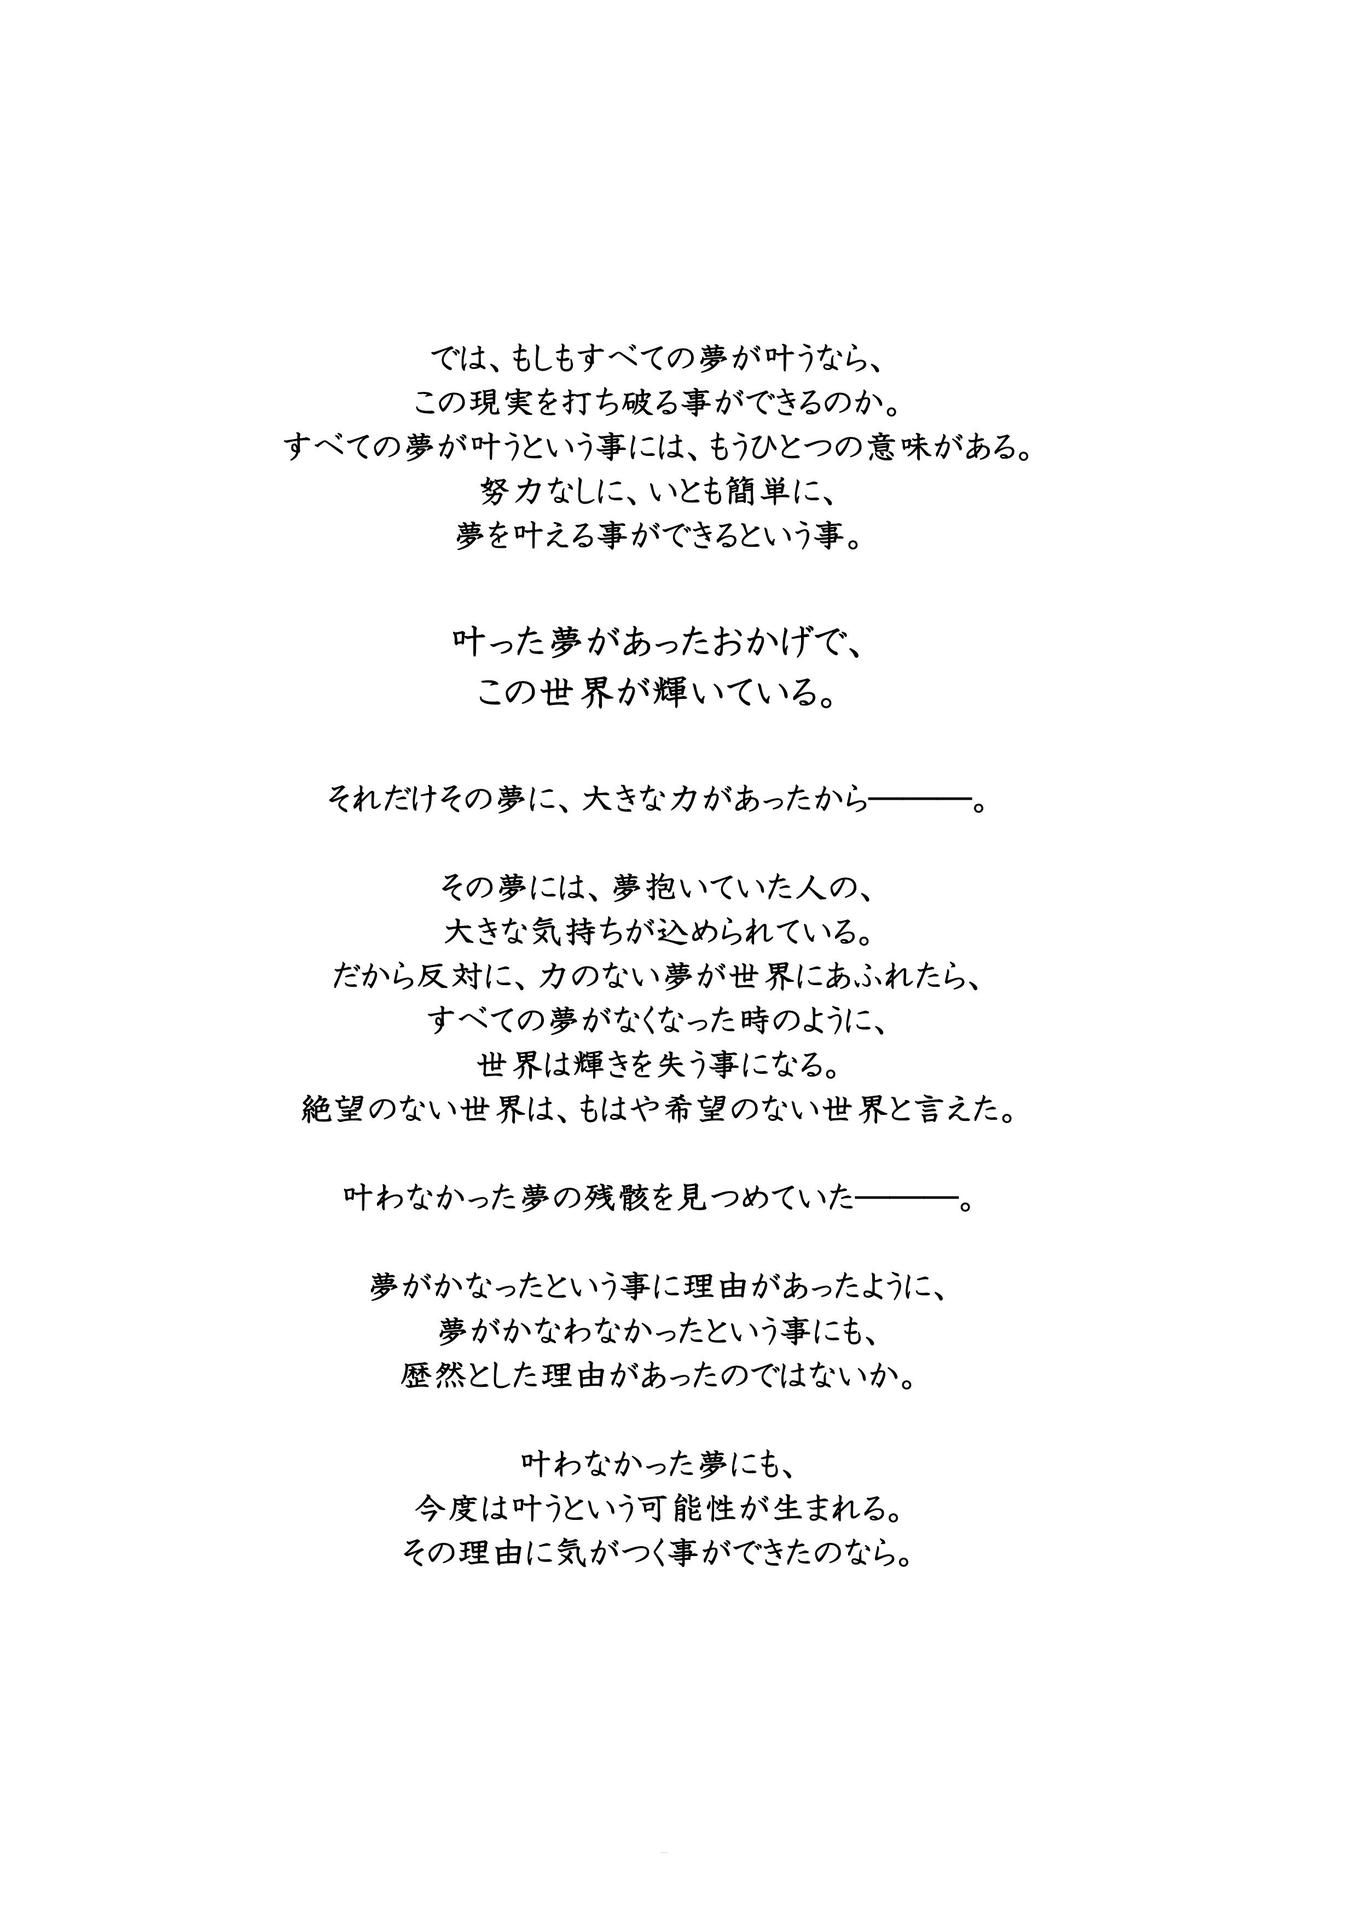 では、もしもすべての夢が叶うなら、
この現実を打ち破る事ができるのか。
すべての夢が叶うという事には、もうひとつの意味がある。
努力なしに、いとも簡単に、
夢を叶える事ができるという事。
叶った夢があったおかげで、
この世界が輝いている。
それだけその夢に、大きな力があったから―――。
その夢には、夢抱いていた人の、
大きな気持ちが込められている。
だから反対に、力のない夢が世界にあふれたら、
すべての夢がなくなった時のように、
世界は輝きを失う事になる。
絶望のない世界は、もはや希望のない世界と言えた。
叶わなかった夢の残骸を見つめていた―――。
夢がかなったという事に理由があったように、
夢がかなわなかったという事にも、
歴然とした理由があったのではないか。
叶わなかった夢にも、
今度は叶うという可能性が生まれる。
その理由に気がつく事ができたのなら。